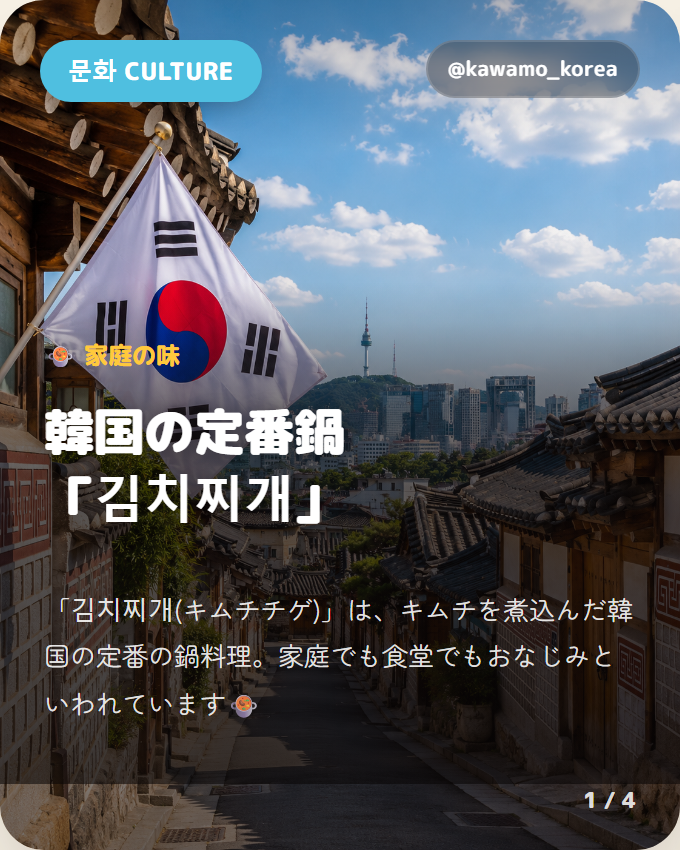 문화 CULTURE
@kawamo_korea
家庭の味
韓国の定番鍋
「김치찌개」
「김치찌개(キムチチゲ)」は、キムチを煮込んだ韓
国の定番の鍋料理。家庭でも食堂でもおなじみと
いわれています
1 / 4